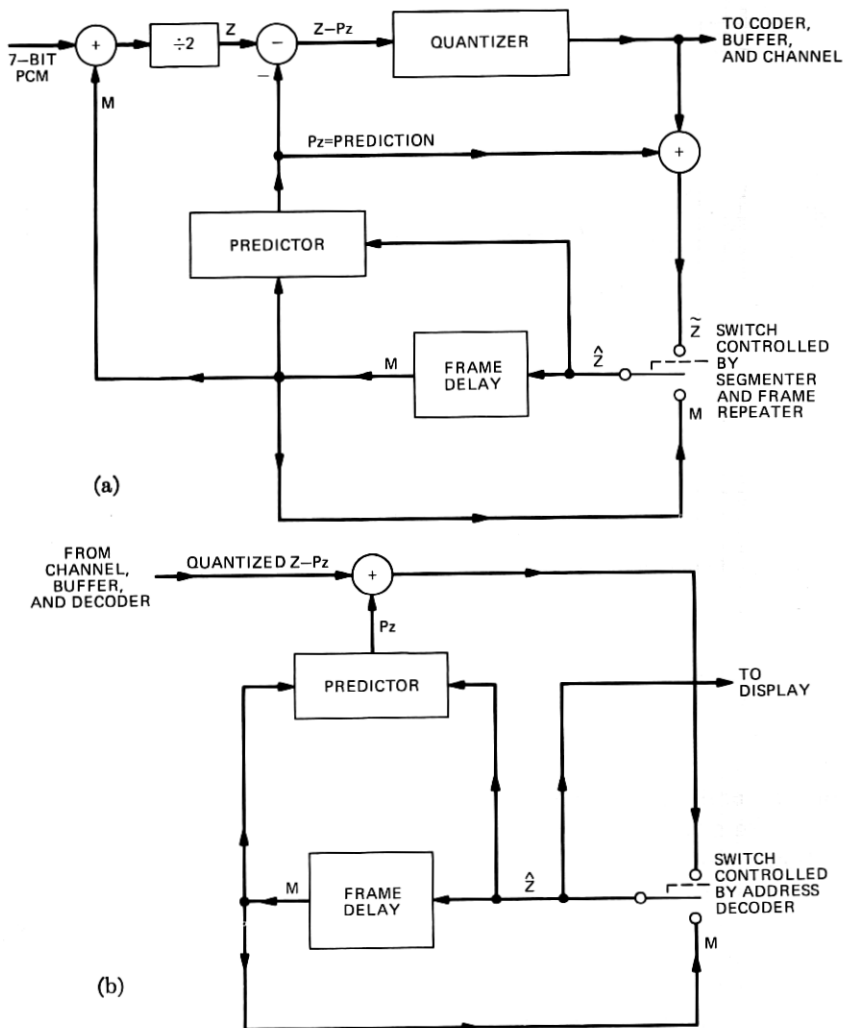 7-BIT
PCM
+
÷2
Z
-
-
Z-Pz
QUANTIZER
TO CODER,
BUFFER,
AND CHANNEL
M
Pz=PREDICTION
+
PREDICTOR
M
FRAME
DELAY
Ẑ
Z̃
SWITCH
CONTROLLED
BY
SEGMENTER
AND FRAME
REPEATER
M
(a)
FROM
CHANNEL,
BUFFER,
AND DECODER
QUANTIZED Z-Pz
+
Pz
PREDICTOR
TO
DISPLAY
M
FRAME
DELAY
Ẑ
SWITCH
CONTROLLED
BY ADDRESS
DECODER
M
(b)